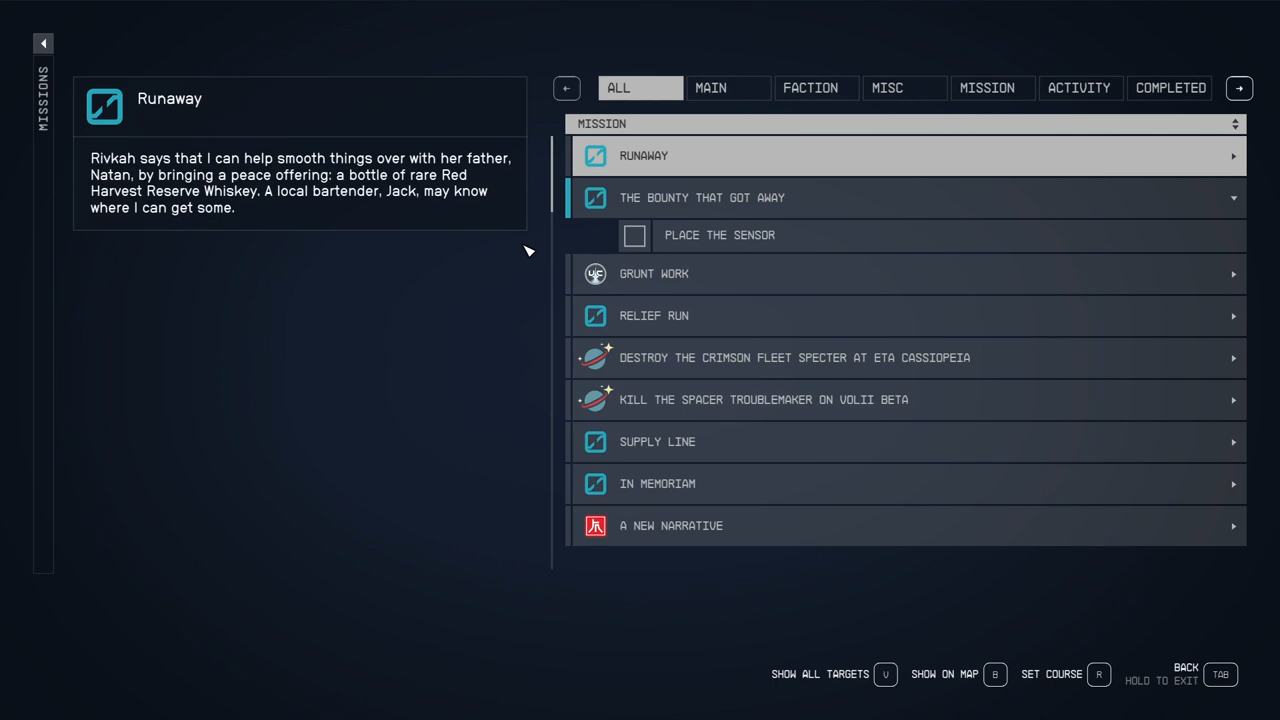 MISSIONS
Runaway
Rivkah says that I can help smooth things over with her father,
Natan, by bringing a peace offering: a bottle of rare Red
Harvest Reserve Whiskey. A local bartender, Jack, may know
where I can get some.
ALL MAIN FACTION MISC MISSION ACTIVITY COMPLETED
MISSION
RUNAWAY
THE BOUNTY THAT GOT AWAY
PLACE THE SENSOR
UC GRUNT WORK
RELIEF RUN
DESTROY THE CRIMSON FLEET SPECTER AT ETA CASSIOPEIA
KILL THE SPACER TROUBLEMAKER ON VOLII BETA
SUPPLY LINE
IN MEMORIAM
A NEW NARRATIVE
SHOW ALL TARGETS V SHOW ON MAP B SET COURSE R BACK TAB
HOLD TO EXIT